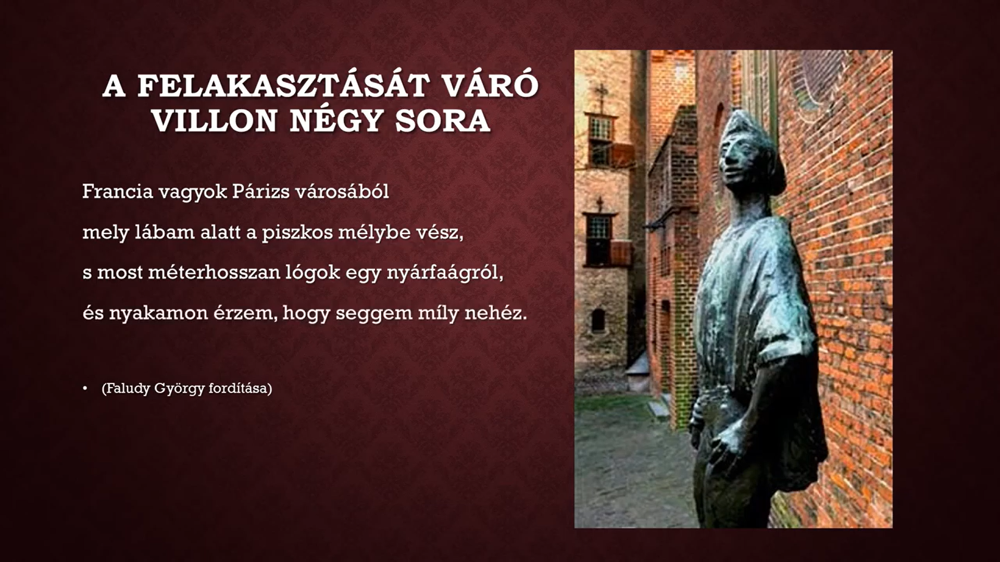 A FELAKASZTÁSÁT VÁRÓ
VILLON NÉGY SORA
Francia vagyok Párizs városából
mely lábam alatt a piszkos mélybe vész,
s most méterhosszan lógok egy nyárfaágról,
és nyakamon érzem, hogy seggem míly nehéz.
• (Faludy György fordítása)